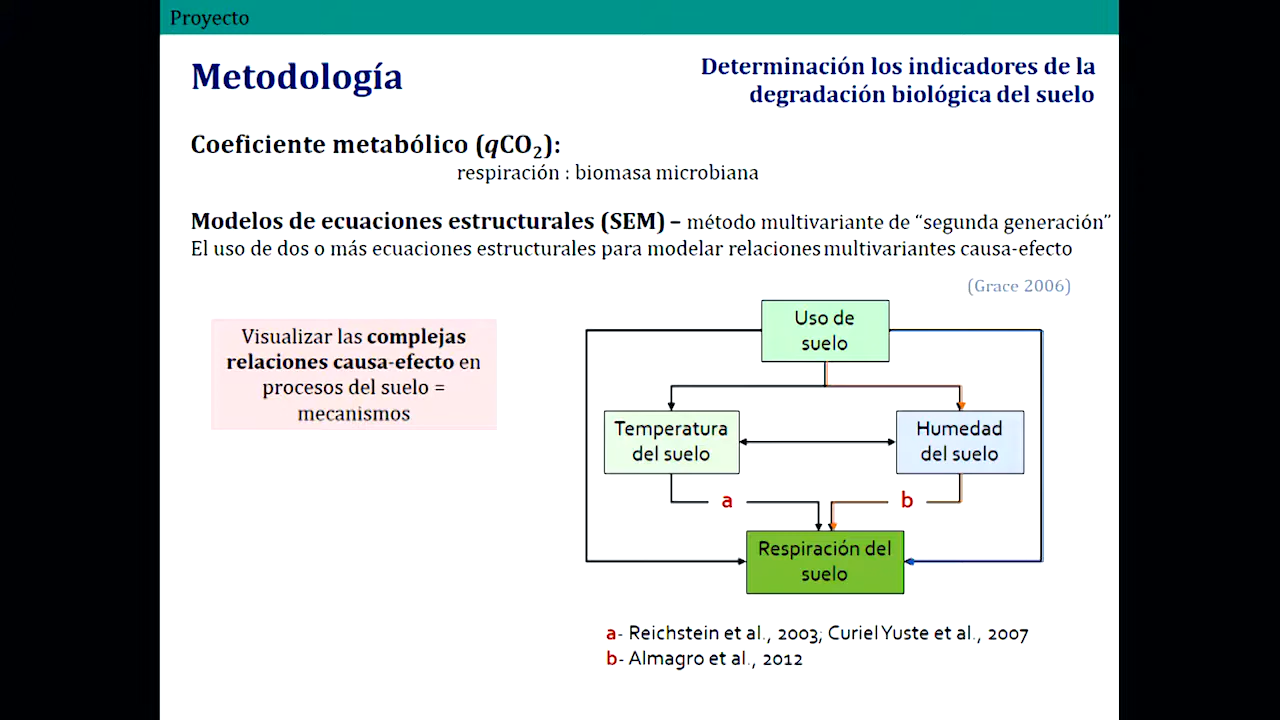 Proyecto
Metodología
Determinación los indicadores de la
degradación biológica del suelo
Coeficiente metabólico (qCO₂):
respiración : biomasa microbiana
Modelos de ecuaciones estructurales (SEM) – método multivariante de “segunda generación”
El uso de dos o más ecuaciones estructurales para modelar relaciones multivariantes causa-efecto
(Grace 2006)
Visualizar las complejas
relaciones causa-efecto en
procesos del suelo =
mecanismos
Uso de
suelo
Temperatura
del suelo
Humedad
del suelo
a
b
Respiración del
suelo
a- Reichstein et al., 2003; Curiel Yuste et al., 2007
b- Almagro et al., 2012